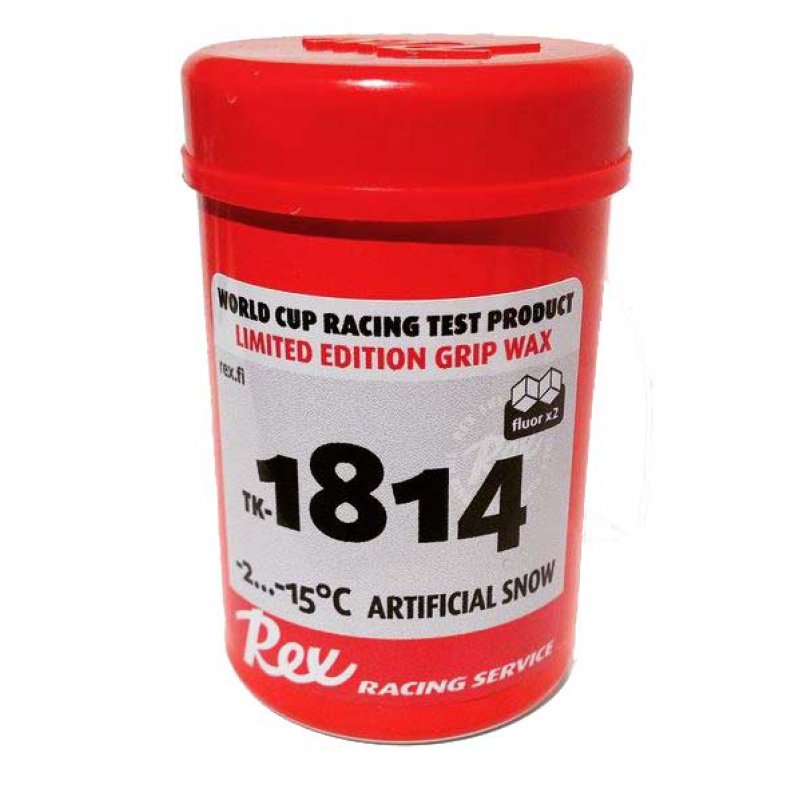 WORLD CUP RACING TEST PRODUCT
LIMITED EDITION GRIP WAX
rex.fi
fluor x2
TK-1814
-2...-15°C ARTIFICIAL SNOW
Rex RACING SERVICE